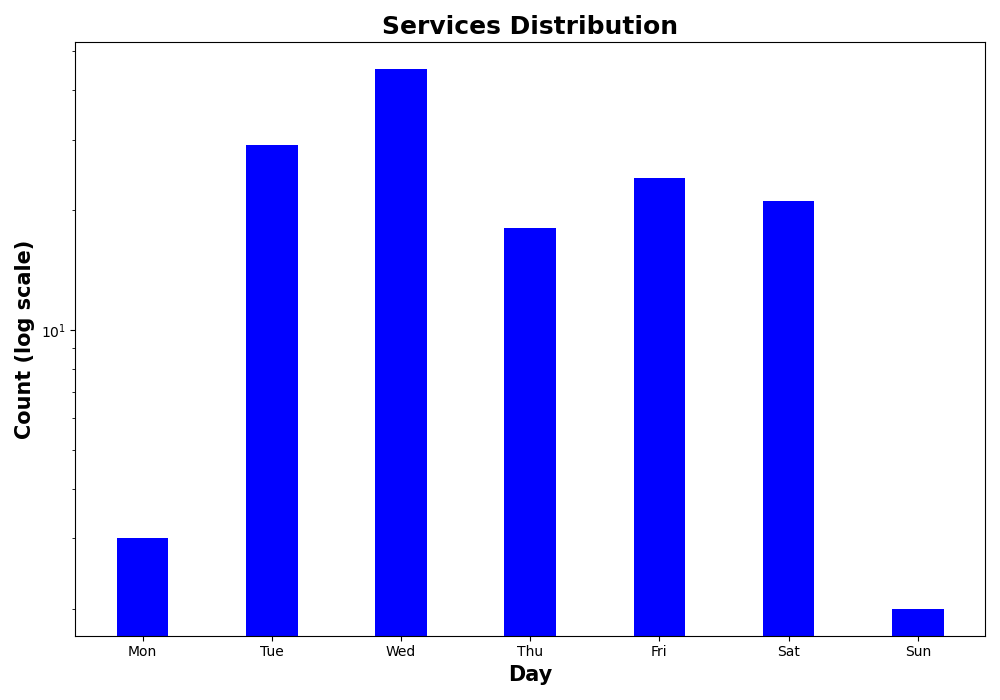 Services Distribution
Count (log scale)
10¹
Mon Tue Wed Thu Fri Sat Sun
Day